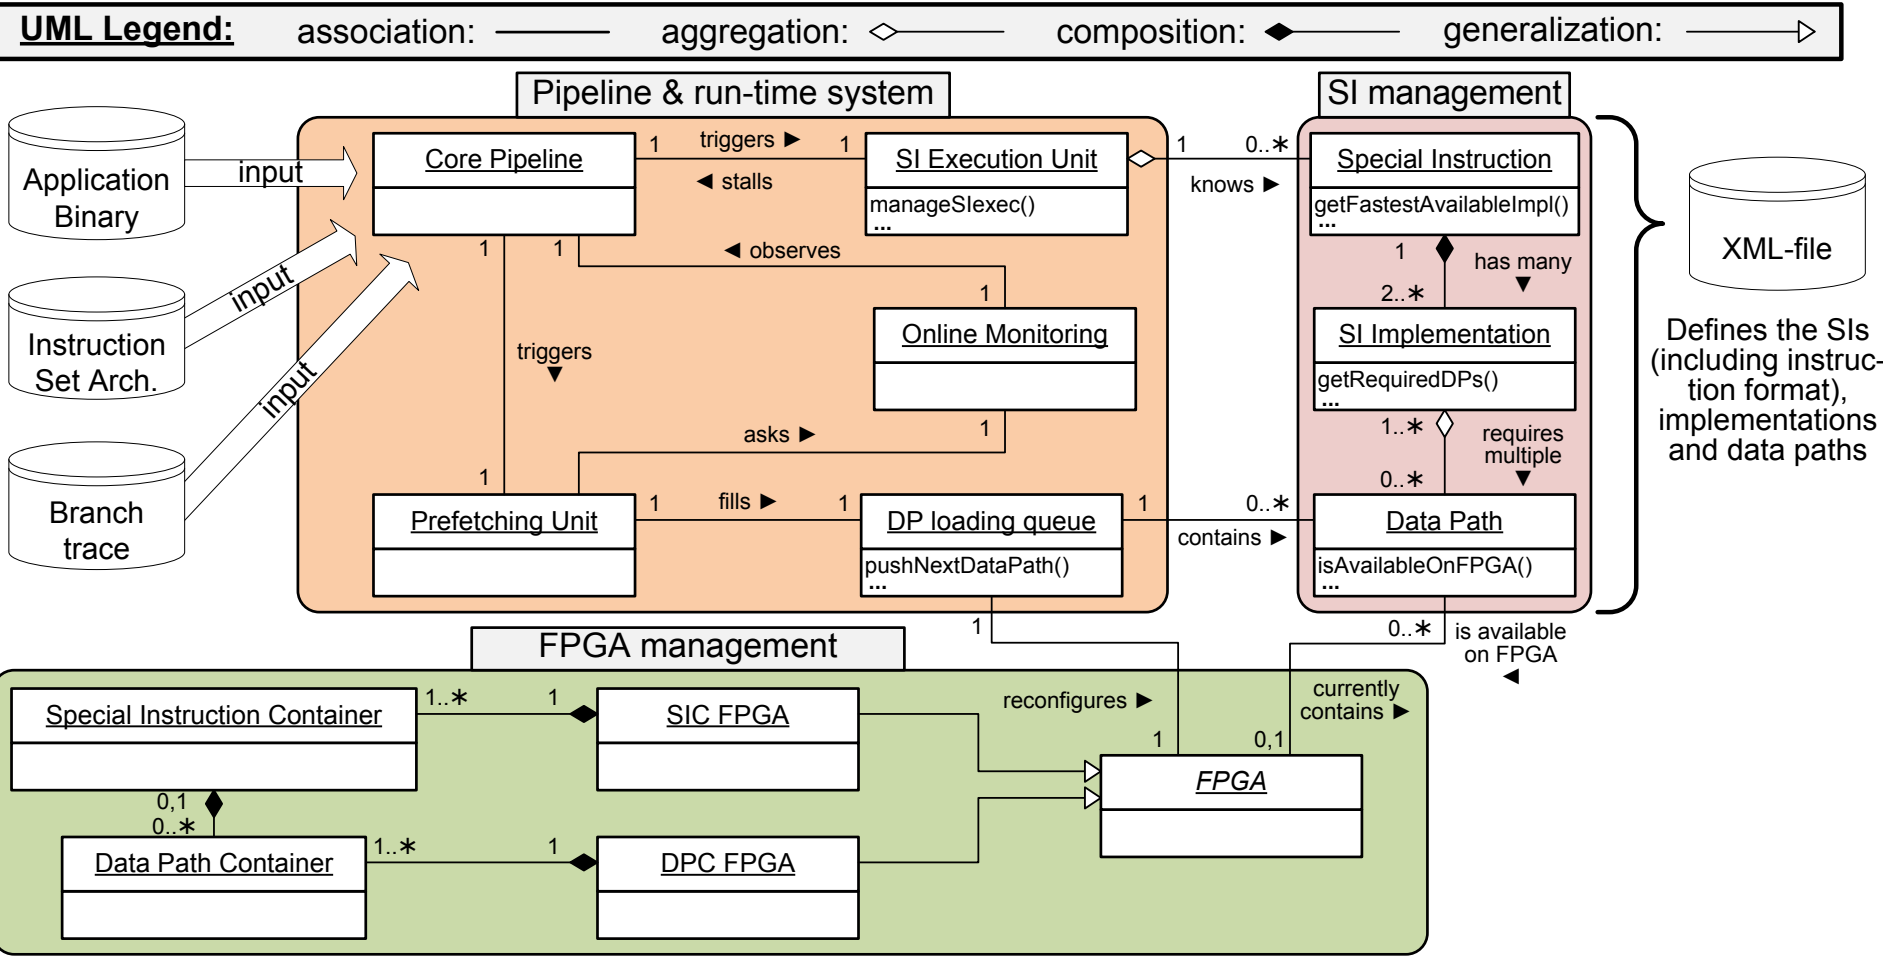 UML Legend: association: aggregation: composition: generalization:
Pipeline & run-time system
SI management
Application
Binary
input
Instruction
Set Arch.
input
Branch
trace
input
Core Pipeline
1 triggers ► 1
◄ stalls
SI Execution Unit
manageSIexec()
...
1 0..*
knows ►
Special Instruction
getFastestAvailableImpl()
...
1 1
◄ observes
1
Online Monitoring
1
triggers
▼
asks ►
1
Prefetching Unit
1 fills ► 1
DP loading queue
pushNextDataPath()
...
1 0..*
contains ►
1
has many
▼
2..*
SI Implementation
getRequiredDPs()
...
1..*
requires
multiple
▼
0..*
Data Path
isAvailableOnFPGA()
...
XML-file
Defines the SIs
(including instruc-
tion format),
implementations
and data paths
1
0..*
is available
on FPGA
◄
FPGA management
reconfigures ►
currently
contains ►
1 0,1
Special Instruction Container
1..* 1
SIC FPGA
FPGA
0,1
0..*
Data Path Container
1..* 1
DPC FPGA